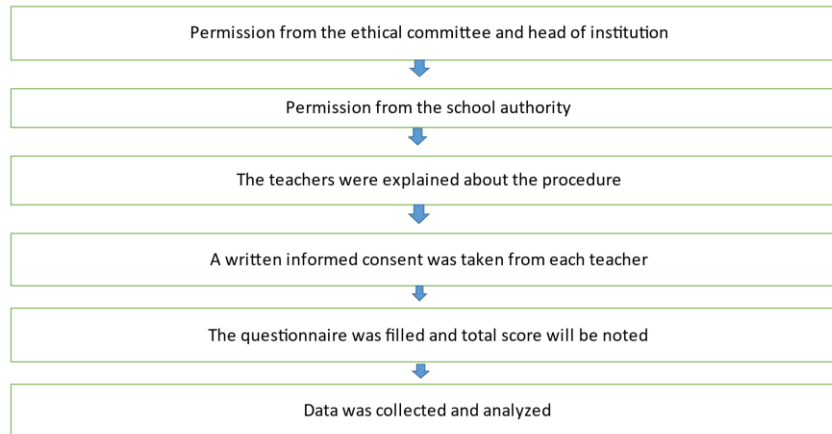 Permission from the ethical committee and head of institution
Permission from the school authority
The teachers were explained about the procedure
A written informed consent was taken from each teacher
The questionnaire was filled and total score will be noted
Data was collected and analyzed